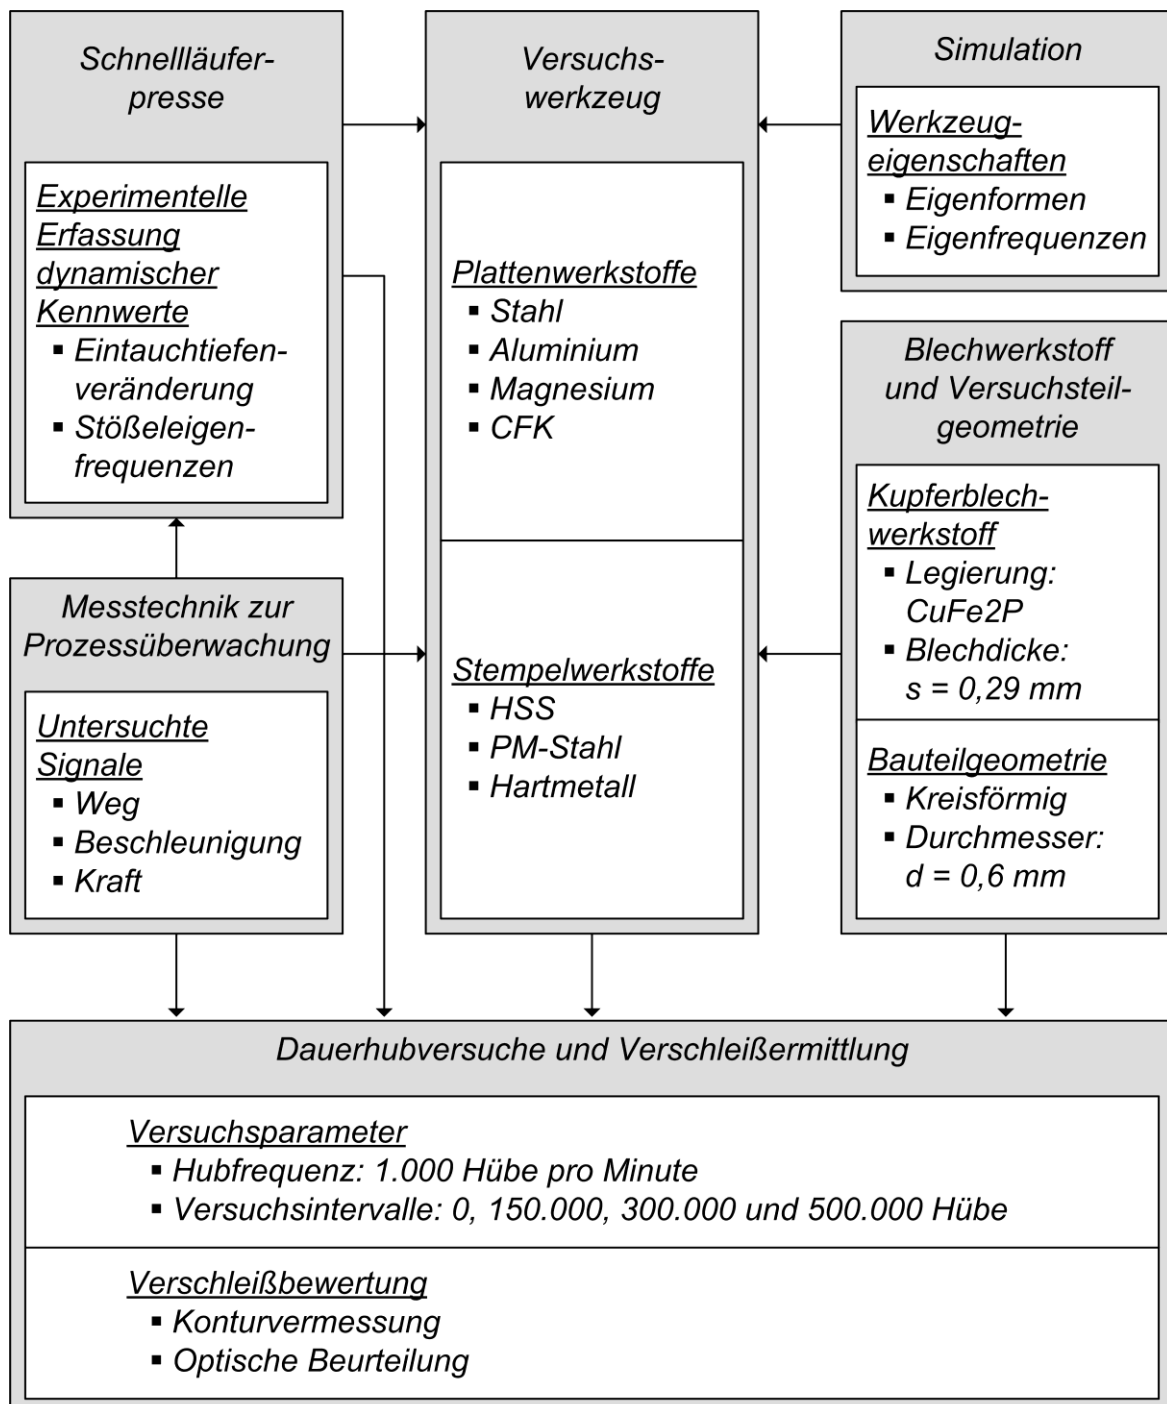 Schnellläufer-
presse
Experimentelle
Erfassung
dynamischer
Kennwerte
▪ Eintauchtiefen-
veränderung
▪ Stößeleigen-
frequenzen
Messtechnik zur
Prozessüberwachung
Untersuchte
Signale
▪ Weg
▪ Beschleunigung
▪ Kraft
Versuchs-
werkzeug
Plattenwerkstoffe
▪ Stahl
▪ Aluminium
▪ Magnesium
▪ CFK
Stempelwerkstoffe
▪ HSS
▪ PM-Stahl
▪ Hartmetall
Simulation
Werkzeug-
eigenschaften
▪ Eigenformen
▪ Eigenfrequenzen
Blechwerkstoff
und Versuchsteil-
geometrie
Kupferblech-
werkstoff
▪ Legierung:
CuFe2P
▪ Blechdicke:
s = 0,29 mm
Bauteilgeometrie
▪ Kreisförmig
▪ Durchmesser:
d = 0,6 mm
Dauerhubversuche und Verschleißermittlung
Versuchsparameter
▪ Hubfrequenz: 1.000 Hübe pro Minute
▪ Versuchsintervalle: 0, 150.000, 300.000 und 500.000 Hübe
Verschleißbewertung
▪ Konturvermessung
▪ Optische Beurteilung